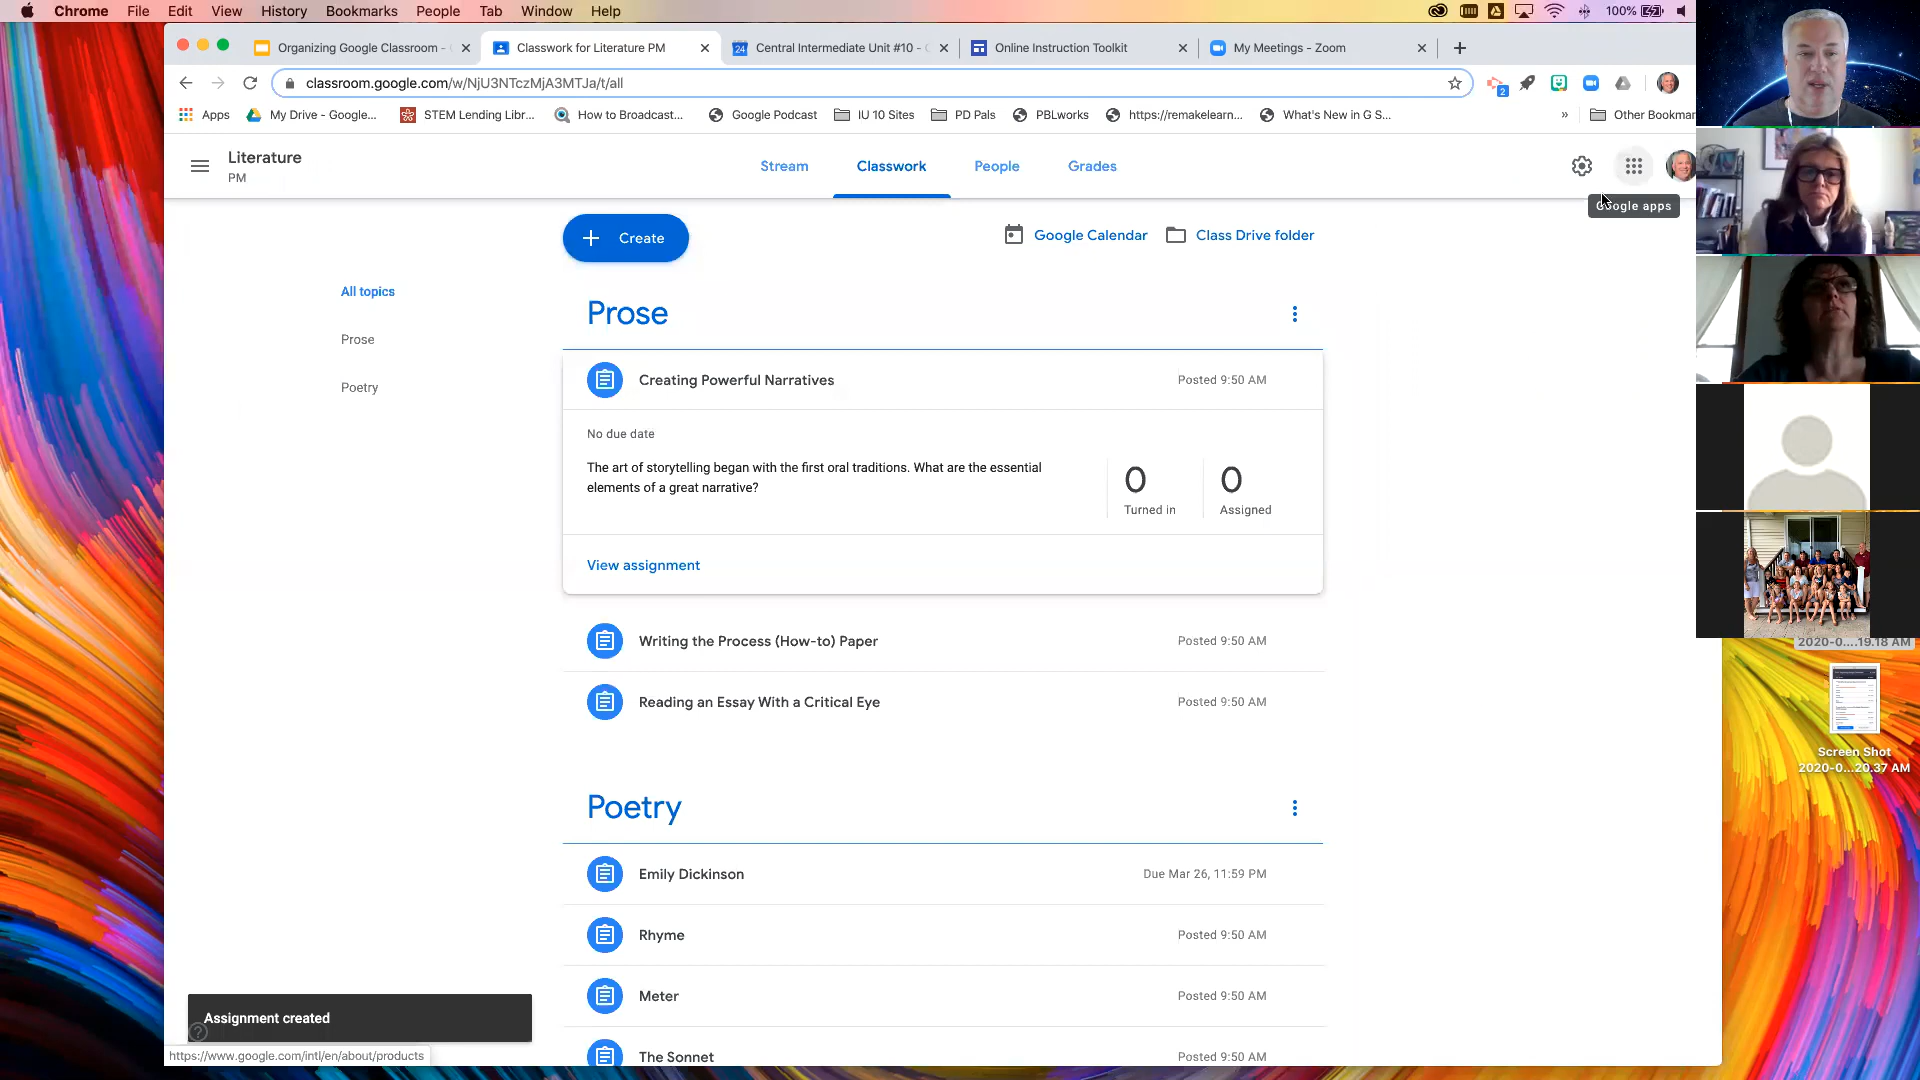 Chrome File Edit View History Bookmarks People Tab Window Help
100%
Organizing Google Classroom -
Classwork for Literature PM
24 Central Intermediate Unit #10 -
Online Instruction Toolkit
My Meetings - Zoom
classroom.google.com/w/NjU3NTczMjA3MTJa/t/all
2
Apps
My Drive - Google...
STEM Lending Libr...
How to Broadcast...
Google Podcast
IU 10 Sites
PD Pals
PBLworks
https://remakelearn...
What's New in G S...
»
Other Bookmar
Literature
PM
Stream
Classwork
People
Grades
Google apps
+ Create
Google Calendar
Class Drive folder
All topics
Prose
Poetry
Prose
Creating Powerful Narratives
Posted 9:50 AM
No due date
The art of storytelling began with the first oral traditions. What are the essential
elements of a great narrative?
0
Turned in
0
Assigned
View assignment
Writing the Process (How-to) Paper
Posted 9:50 AM
Reading an Essay With a Critical Eye
Posted 9:50 AM
Poetry
Emily Dickinson
Due Mar 26, 11:59 PM
Rhyme
Posted 9:50 AM
Meter
Posted 9:50 AM
The Sonnet
Posted 9:50 AM
Assignment created
https://www.google.com/intl/en/about/products
2020-0....19.18 AM
Screen Shot
2020-0...20.37 AM